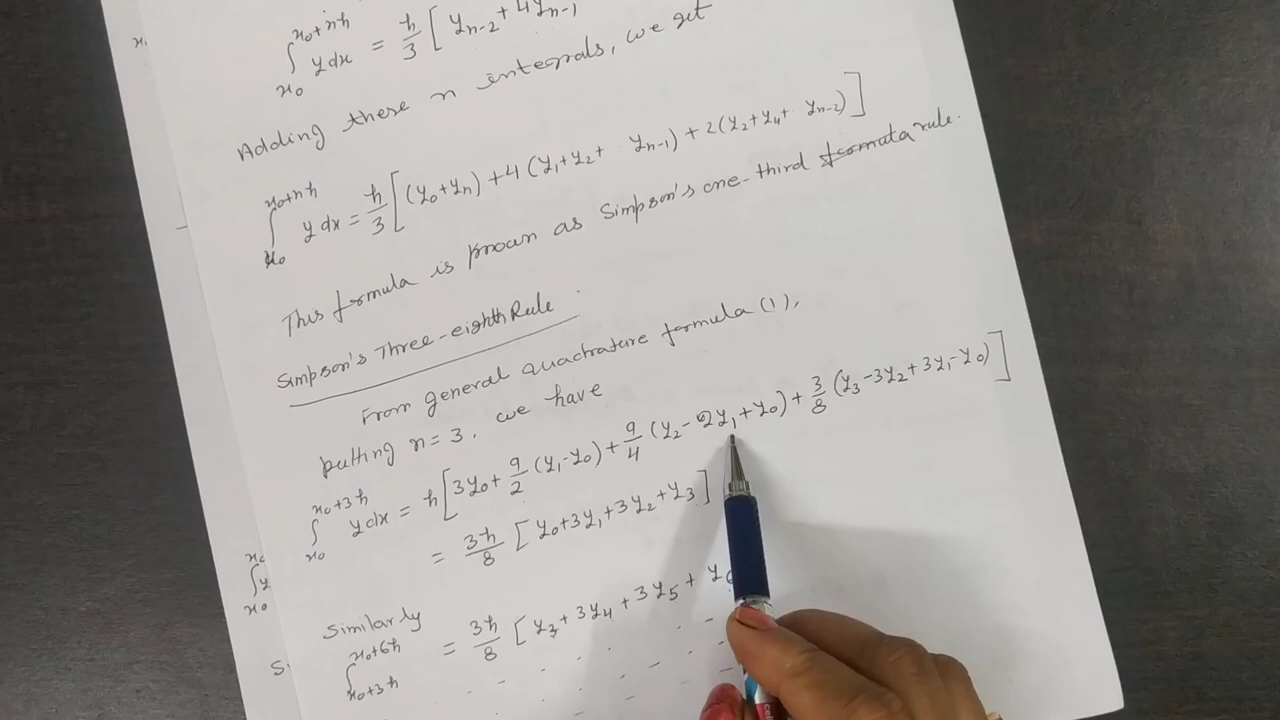 x₀+nh
∫ y dx = h/3 [ y_{n-2} + 4y_{n-1}
x₀
Adding these n integrals, we get
x₀+nh
∫ y dx = h/3 [ (y₀+y_n) + 4 (y₁+y₂+ y_{n-1}) + 2(y₂+y₄+ y_{n-2}) ]
x₀
This formula is known as Simpson's one-third formula rule.
Simpson's Three-eighth Rule
From general quadrature formula (1),
putting n=3, we have
x₀+3h
∫ y dx = h [ 3y₀ + 9/2 (y₁-y₀) + 9/4 (y₂-2y₁+y₀) + 3/8 (y₃-3y₂+3y₁-y₀) ]
x₀
= 3h/8 [ y₀+3y₁+3y₂+y₃ ]
Similarly
x₀+6h
∫ = 3h/8 [ y₃+3y₄+3y₅+
x₀+3h